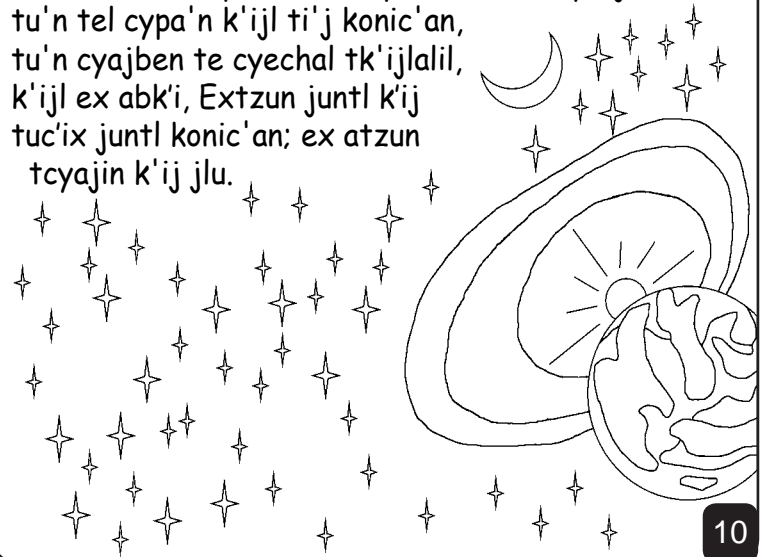 tu'n tel cypa'n k'ijl ti'j konic'an,
tu'n cyajben te cyechal tk'ijlalil,
k'ijl ex abk'i, Extzun juntl k'ij
tuc'ix juntl konic'an; ex atzun
tcyajin k'ij jlu.
10